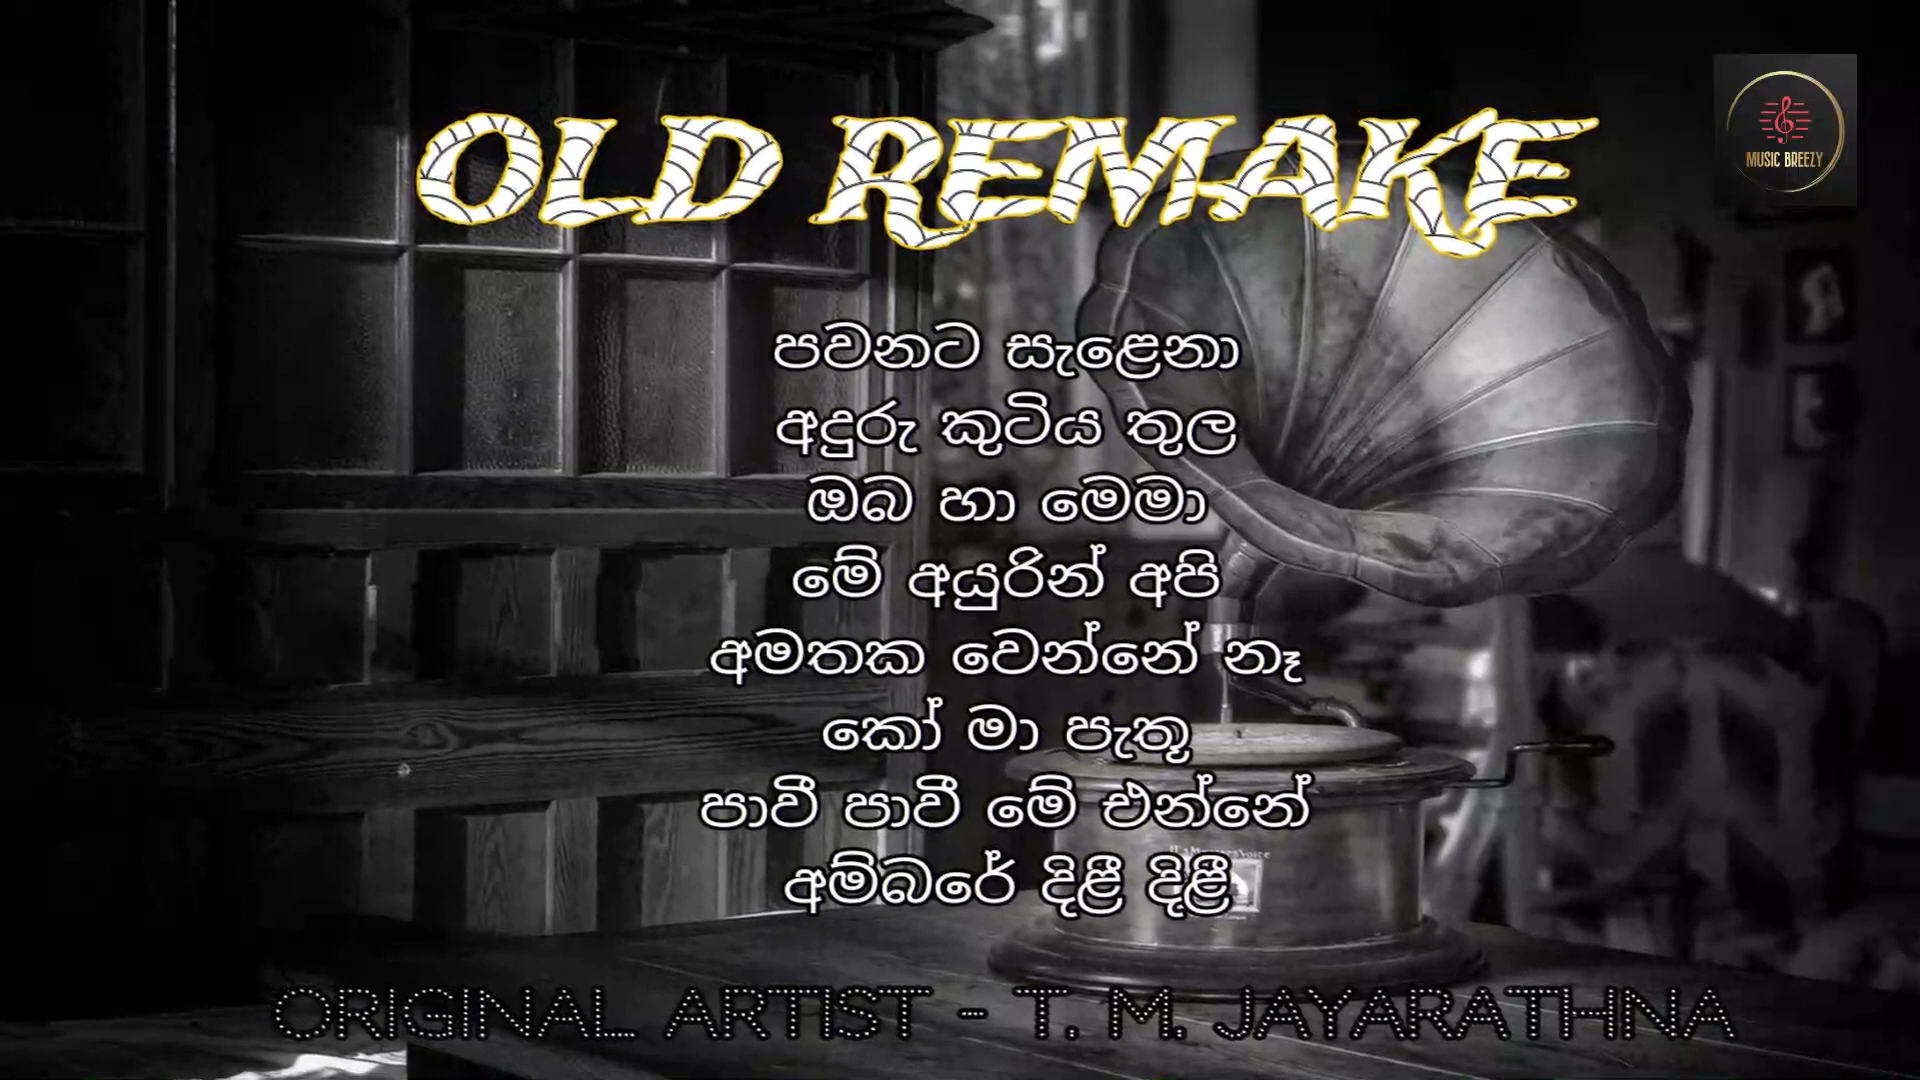 OLD REMAKE
MUSIC BREEZY
පවනට සැළෙනා
අදුරු කුටිය තුල
ඔබ හා මෙමා
මේ අයුරින් අපි
අමතක වෙන්නේ නෑ
කෝ මා පැතූ
පාවී පාවී මේ එන්නේ
අම්බරේ දිළී දිළී
ORIGINAL ARTIST - T. M. JAYARATHNA